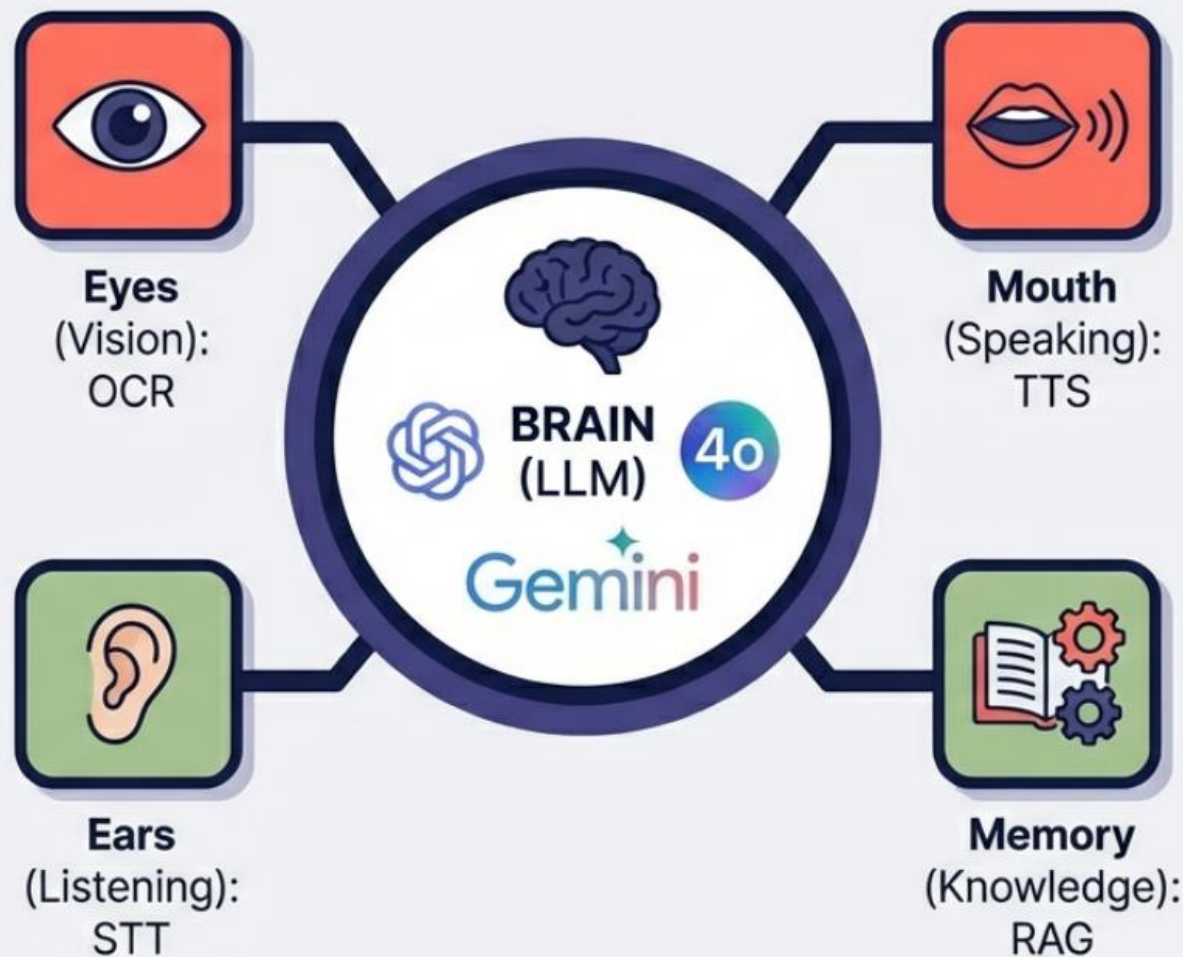 Eyes
(Vision):
OCR
Mouth
(Speaking):
TTS
BRAIN
(LLM)
4o
Gemini
Ears
(Listening):
STT
Memory
(Knowledge):
RAG